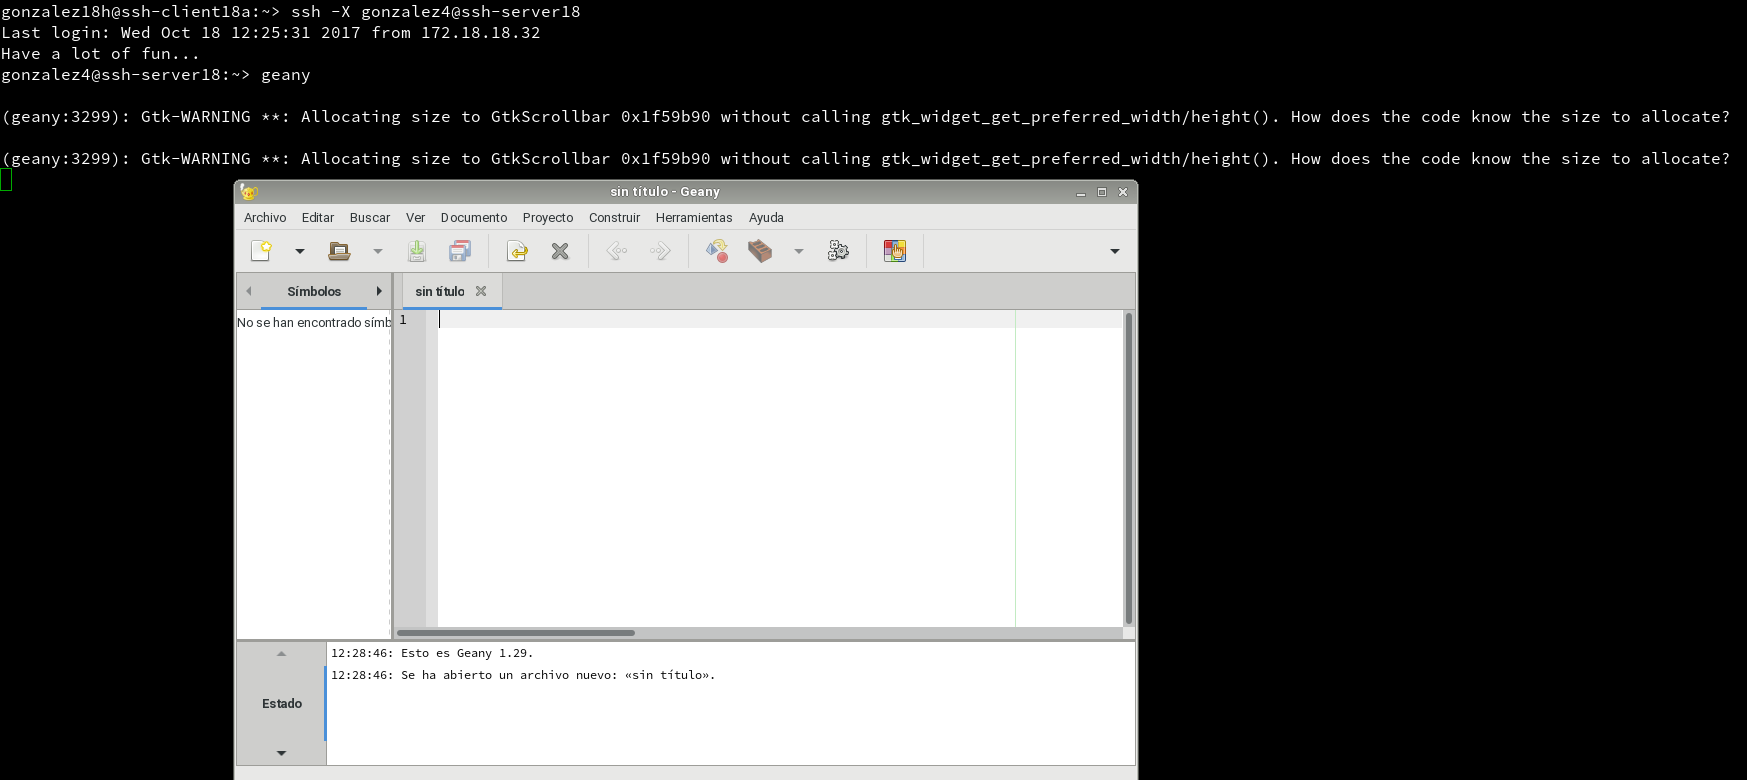 gonzalez18h@ssh-client18a:~> ssh -X gonzalez4@ssh-server18
Last login: Wed Oct 18 12:25:31 2017 from 172.18.18.32
Have a lot of fun...
gonzalez4@ssh-server18:~> geany
(geany:3299): Gtk-WARNING **: Allocating size to GtkScrollbar 0x1f59b90 without calling gtk_widget_get_preferred_width/height(). How does the code know the size to allocate?
(geany:3299): Gtk-WARNING **: Allocating size to GtkScrollbar 0x1f59b90 without calling gtk_widget_get_preferred_width/height(). How does the code know the size to allocate?
sin título - Geany
Archivo Editar Buscar Ver Documento Proyecto Construir Herramientas Ayuda
Símbolos
sin título
No se han encontrado símb
1
12:28:46: Esto es Geany 1.29.
12:28:46: Se ha abierto un archivo nuevo: «sin título».
Estado